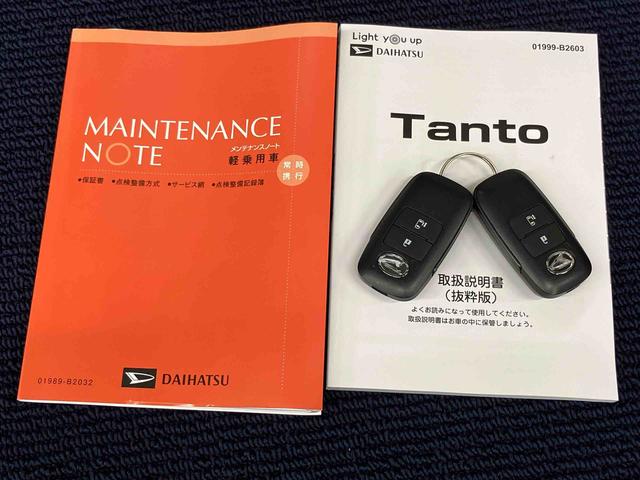 MAINTENANCE
NOTE
メンテナンスノート
軽乗用車
常時
携行
•保証書 •点検整備方式 •サービス網 •点検整備記録簿
01989-B2032
DAIHATSU
Light you up
DAIHATSU
01999-B2603
Tanto
取扱説明書
(抜粋版)
よくお読みになって使用してください。
取扱説明書はお車の中に保管しましょう。